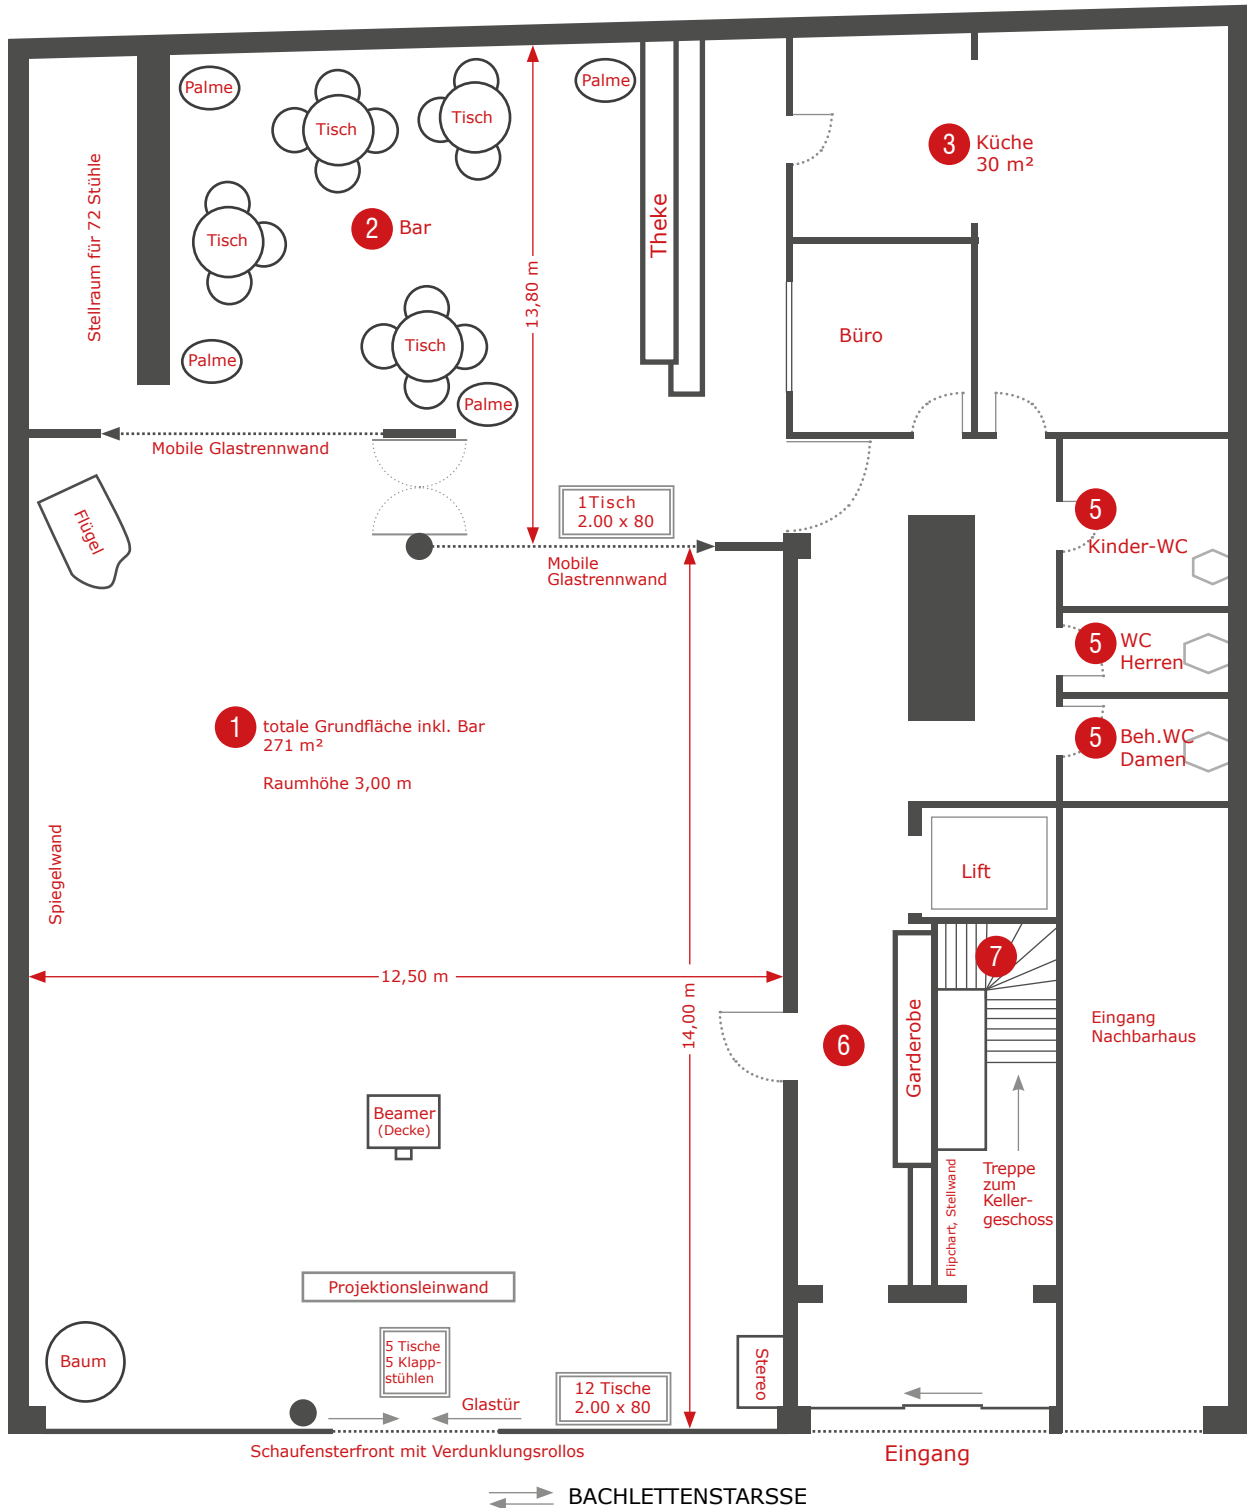 Palme
Tisch
Tisch
Palme
3
Küche
30 m²
Stellraum für 72 Stühle
Tisch
2
Bar
Theke
13,80 m
Büro
Tisch
Palme
Palme
Mobile Glastrennwand
Flügel
1Tisch
2.00 x 80
Mobile
Glastrennwand
5
Kinder-WC
5
WC
Herren
5
Beh.WC
Damen
1
totale Grundfläche inkl. Bar
271 m²
Raumhöhe 3,00 m
Spiegelwand
Lift
7
12,50 m
14,00 m
6
Garderobe
Eingang
Nachbarhaus
Beamer
(Decke)
Flipchart, Stellwand
Treppe
zum
Keller-
geschoss
Projektionsleinwand
Baum
5 Tische
5 Klapp-
stühlen
12 Tische
2.00 x 80
Stereo
Glastür
Schaufensterfront mit Verdunklungsrollos
Eingang
BACHLETTENSTARSSE